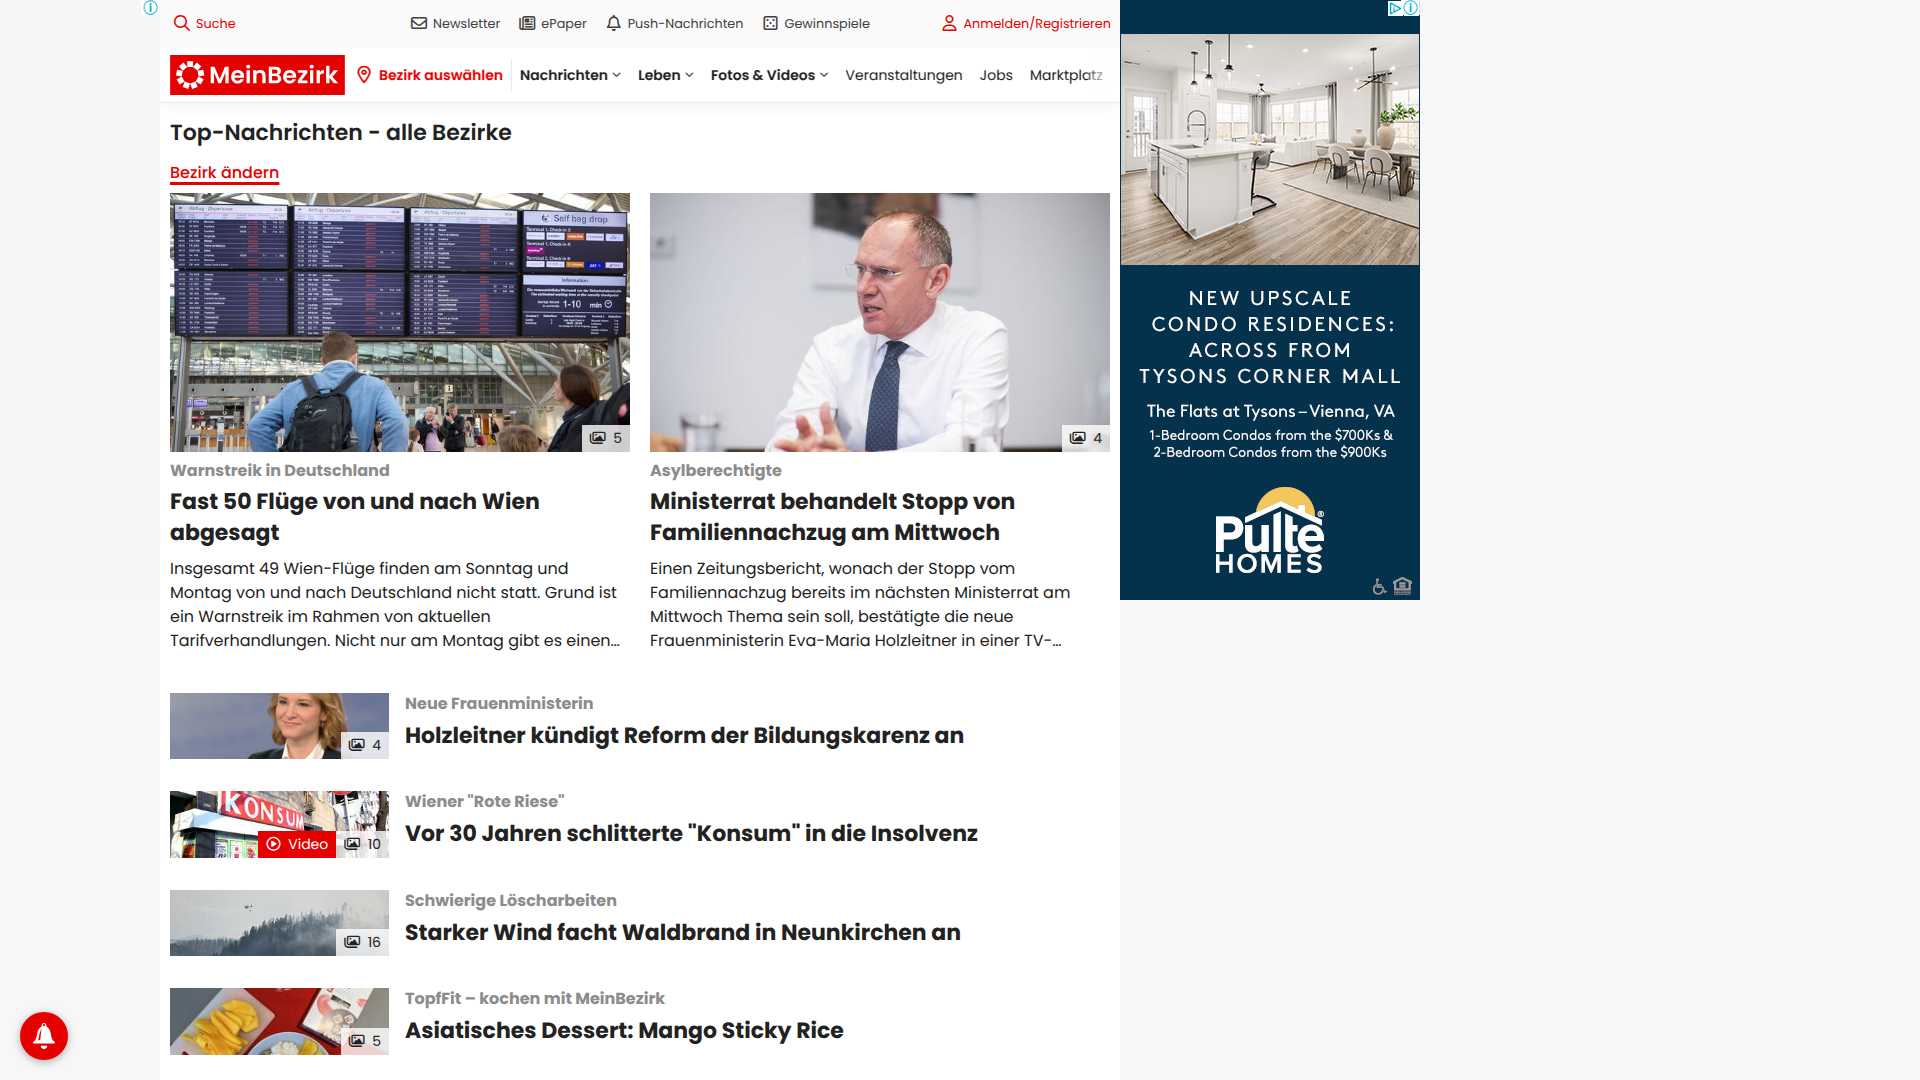 Suche
Newsletter
ePaper
Push-Nachrichten
Gewinnspiele
Anmelden/Registrieren
MeinBezirk
Bezirk auswählen
Nachrichten
Leben
Fotos & Videos
Veranstaltungen
Jobs
Marktplatz
Top-Nachrichten - alle Bezirke
Bezirk ändern
Self bag drop
1-10 min
5
4
Warnstreik in Deutschland
Fast 50 Flüge von und nach Wien
abgesagt
Insgesamt 49 Wien-Flüge finden am Sonntag und
Montag von und nach Deutschland nicht statt. Grund ist
ein Warnstreik im Rahmen von aktuellen
Tarifverhandlungen. Nicht nur am Montag gibt es einen...
Asylberechtigte
Ministerrat behandelt Stopp von
Familiennachzug am Mittwoch
Einen Zeitungsbericht, wonach der Stopp vom
Familiennachzug bereits im nächsten Ministerrat am
Mittwoch Thema sein soll, bestätigte die neue
Frauenministerin Eva-Maria Holzleitner in einer TV-...
4
Neue Frauenministerin
Holzleitner kündigt Reform der Bildungskarenz an
KONSUM
Video
10
Wiener "Rote Riese"
Vor 30 Jahren schlitterte "Konsum" in die Insolvenz
16
Schwierige Löscharbeiten
Starker Wind facht Waldbrand in Neunkirchen an
5
TopfFit – kochen mit MeinBezirk
Asiatisches Dessert: Mango Sticky Rice
NEW UPSCALE
CONDO RESIDENCES:
ACROSS FROM
TYSONS CORNER MALL
The Flats at Tysons – Vienna, VA
1-Bedroom Condos from the $700Ks &
2-Bedroom Condos from the $900Ks
Pulte®
HOMES